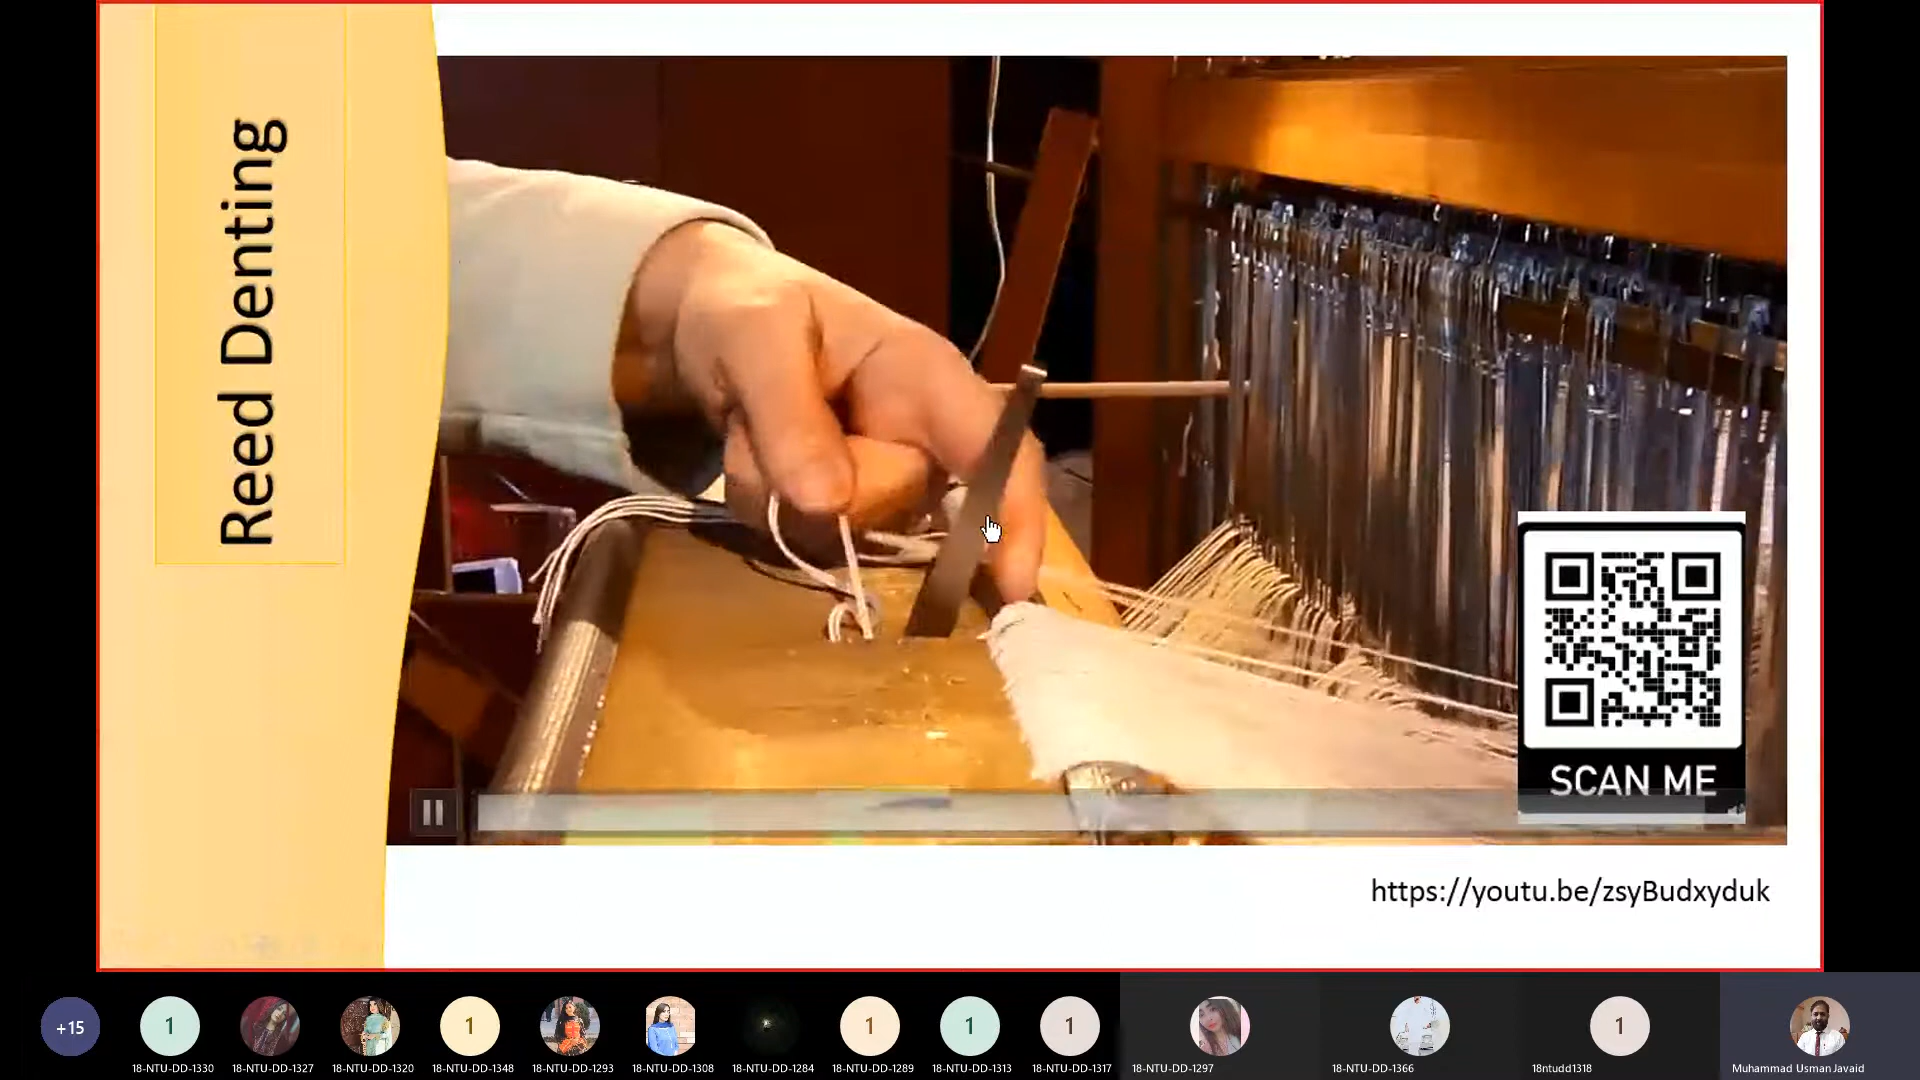 Reed Denting
SCAN ME
https://youtu.be/zsyBudxyduk
+15
1
18-NTU-DD-1330
18-NTU-DD-1327
18-NTU-DD-1320
1
18-NTU-DD-1348
18-NTU-DD-1293
18-NTU-DD-1308
18-NTU-DD-1284
1
18-NTU-DD-1289
1
18-NTU-DD-1313
1
18-NTU-DD-1317
18-NTU-DD-1297
18-NTU-DD-1366
1
18ntudd1318
Muhammad Usman Javaid